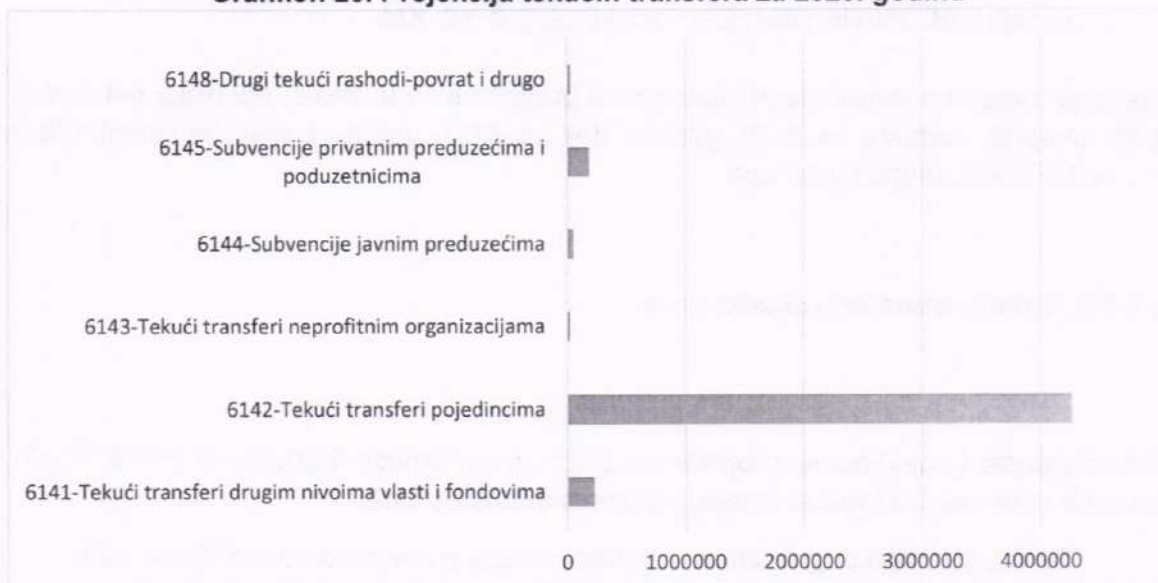 6148-Drugi tekući rashodi-povrat i drugo
6145-Subvencije privatnim preduzećima i
poduzetnicima
6144-Subvencije javnim preduzećima
6143-Tekući transferi neprofitnim organizacijama
6142-Tekući transferi pojedincima
6141-Tekući transferi drugim nivoima vlasti i fondovima
0 1000000 2000000 3000000 4000000